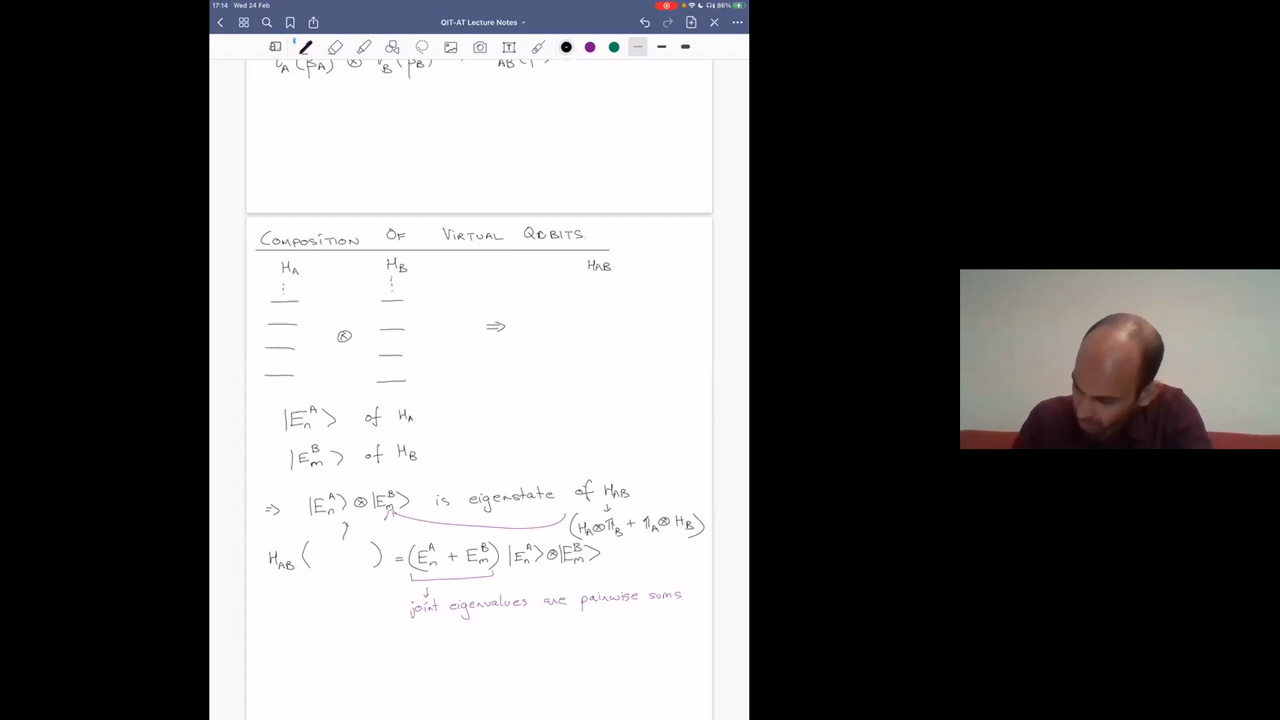 17:14 Wed 24 Feb
86%
QIT-AT Lecture Notes
COMPOSITION OF VIRTUAL QUBITS.
H_A H_B H_AB
⊗ ⇒
|E_n^A⟩ of H_A
|E_m^B⟩ of H_B
⇒ |E_n^A⟩ ⊗ |E_m^B⟩ is eigenstate of H_AB
(H_A ⊗ 𝟙_B + 𝟙_A ⊗ H_B)
H_AB ( ) = (E_n^A + E_m^B) |E_n^A⟩ ⊗ |E_m^B⟩
joint eigenvalues are pairwise sums.